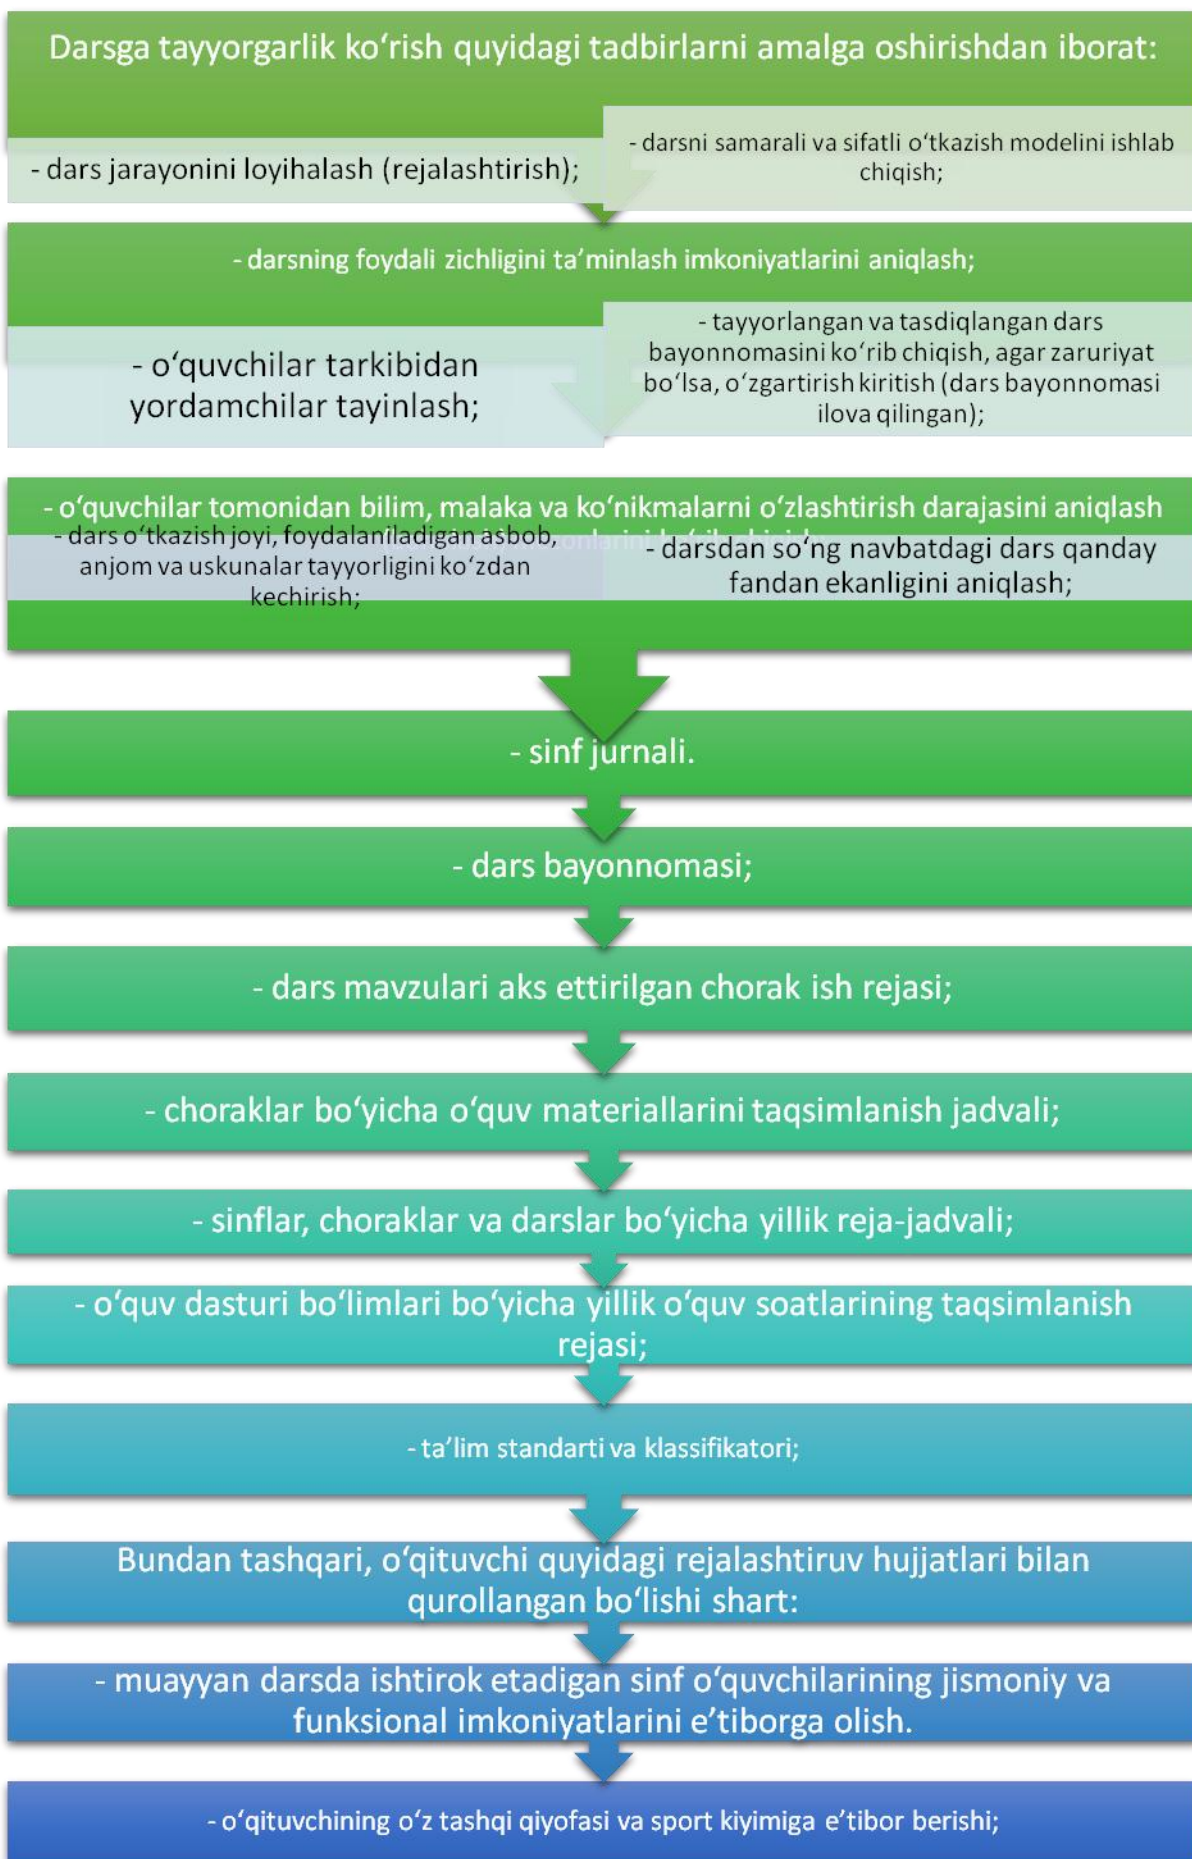 Darsga tayyorgarlik ko‘rish quyidagi tadbirlarni amalga oshirishdan iborat:
- dars jarayonini loyihalash (rejalashtirish);
- darsni samarali va sifatli o‘tkazish modelini ishlab
chiqish;
- darsning foydali zichligini ta’minlash imkoniyatlarini aniqlash;
- o‘quvchilar tarkibidan
yordamchilar tayinlash;
- tayyorlangan va tasdiqlangan dars
bayonnomasini ko‘rib chiqish, agar zaruriyat
bo‘lsa, o‘zgartirish kiritish (dars bayonnomasi
ilova qilingan);
- o‘quvchilar tomonidan bilim, malaka va ko‘nikmalarni o‘zlashtirish darajasini aniqlash
- dars o‘tkazish joyi, foydalaniladigan asbob,
anjom va uskunalar tayyorligini ko‘zdan
kechirish;
- darsdan so‘ng navbatdagi dars qanday
fandan ekanligini aniqlash;
- sinf jurnali.
- dars bayonnomasi;
- dars mavzulari aks ettirilgan chorak ish rejasi;
- choraklar bo‘yicha o‘quv materiallarini taqsimlanish jadvali;
- sinflar, choraklar va darslar bo‘yicha yillik reja-jadvali;
- o‘quv dasturi bo‘limlari bo‘yicha yillik o‘quv soatlarining taqsimlanish
rejasi;
- ta’lim standarti va klassifikatori;
Bundan tashqari, o‘qituvchi quyidagi rejalashtiruv hujjatlari bilan
qurollangan bo‘lishi shart:
- muayyan darsda ishtirok etadigan sinf o‘quvchilarining jismoniy va
funksional imkoniyatlarini e’tiborga olish.
- o‘qituvchining o‘z tashqi qiyofasi va sport kiyimiga e’tibor berishi;